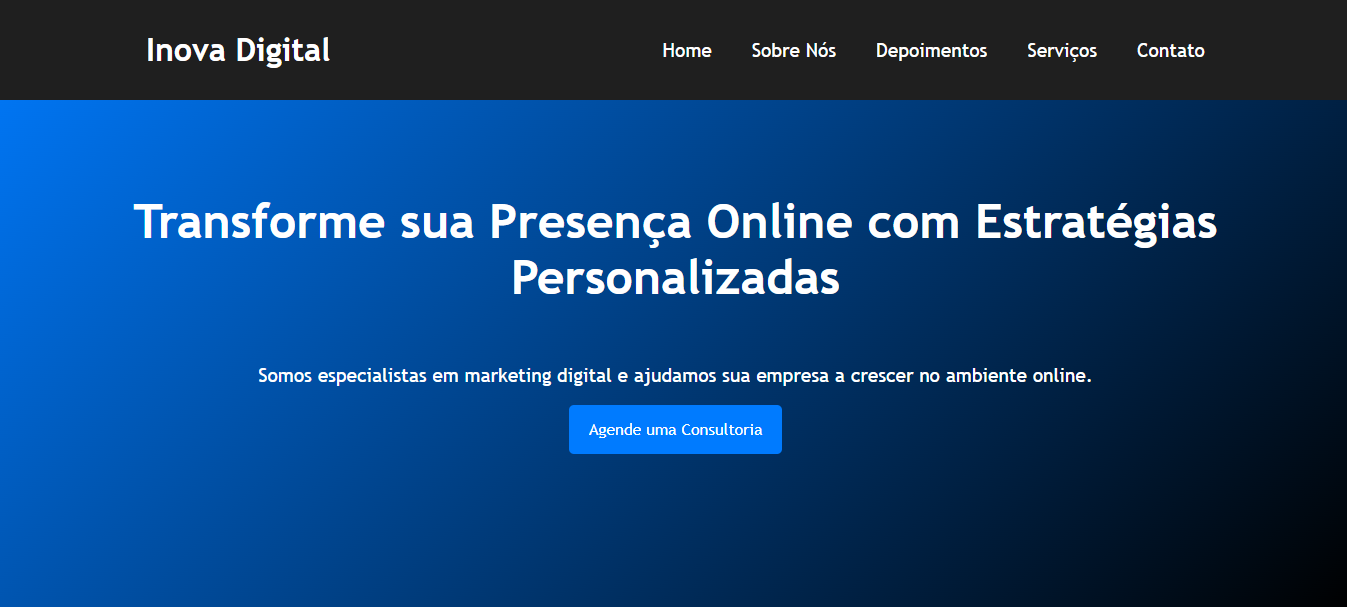 Inova Digital
Home Sobre Nós Depoimentos Serviços Contato
Transforme sua Presença Online com Estratégias
Personalizadas
Somos especialistas em marketing digital e ajudamos sua empresa a crescer no ambiente online.
Agende uma Consultoria